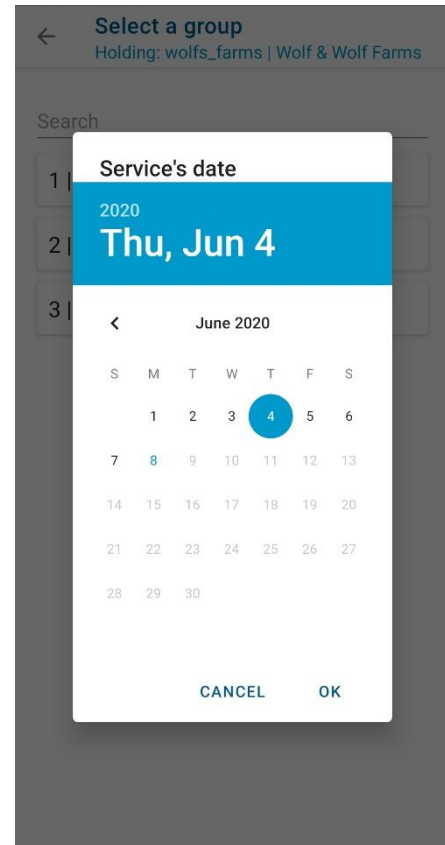 Select a group
Holding: wolfs_farms | Wolf & Wolf Farms
Search
1 |
2 |
3 |
Service's date
2020
Thu, Jun 4
June 2020
S M T W T F S
1 2 3 4 5 6
7 8 9 10 11 12 13
14 15 16 17 18 19 20
21 22 23 24 25 26 27
28 29 30
CANCEL OK